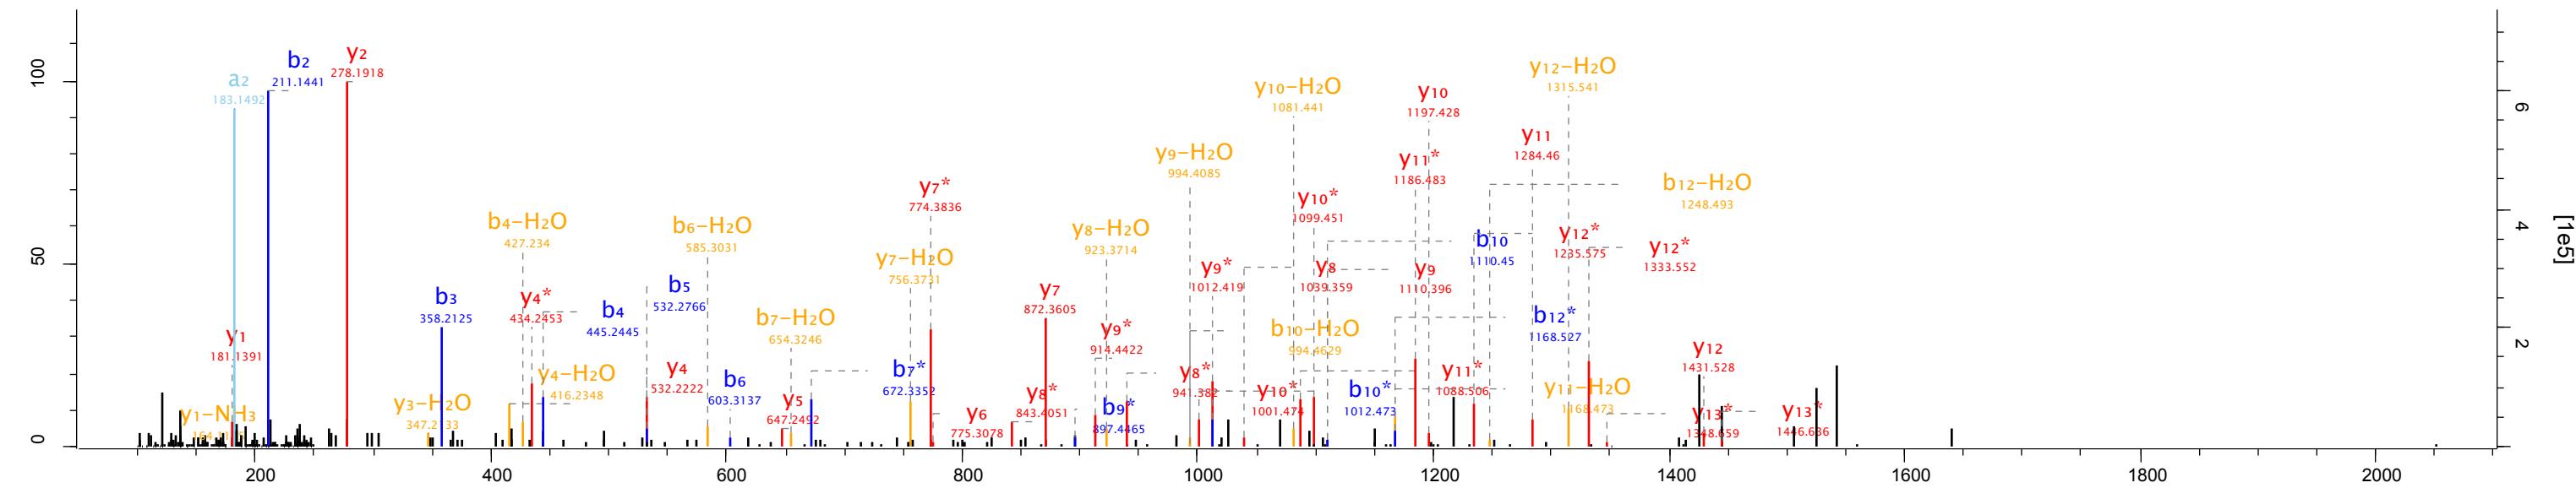 y₁₂–H₂O
1315.541
b₂
211.1441
y₂
278.1918
a₂
183.1492
y₁₀–H₂O
1081.441
y₁₀
1197.428
y₁₁
1284.46
y₉–H₂O
994.4085
y₁₁*
1186.483
b₁₂–H₂O
1248.493
y₇*
774.3836
y₁₀*
1099.451
b₄–H₂O
427.234
b₆–H₂O
585.3031
y₈–H₂O
923.3714
b₁₀
1110.45
y₁₂*
1235.575
y₁₂*
1333.552
y₇–H₂O
756.3731
y₉*
1012.419
y₈
1039.359
y₉
1110.396
b₅
532.2766
b₃
358.2125
y₄*
434.2453
b₄
445.2445
b₇–H₂O
654.3246
y₇
872.3605
b₁₂*
1168.527
y₁
181.1391
y₉*
914.4422
b₁₀–H₂O
994.4629
y₁₂
1431.528
y₄–H₂O
416.2348
y₄
532.2222
b₆
603.3137
b₇*
672.3352
y₈*
941.382
y₁₁*
1088.506
y₁₁–H₂O
1168.473
y₁–NH₃
y₃–H₂O
y₅
647.2492
y₆
775.3078
y₈*
843.4051
b₉*
897.4465
y₁₀*
1001.474
b₁₀*
1012.473
y₁₃*
y₁₃*
1446.636
0
50
100
200
400
600
800
1000
1200
1400
1600
1800
2000
2
4
6
[1e5]